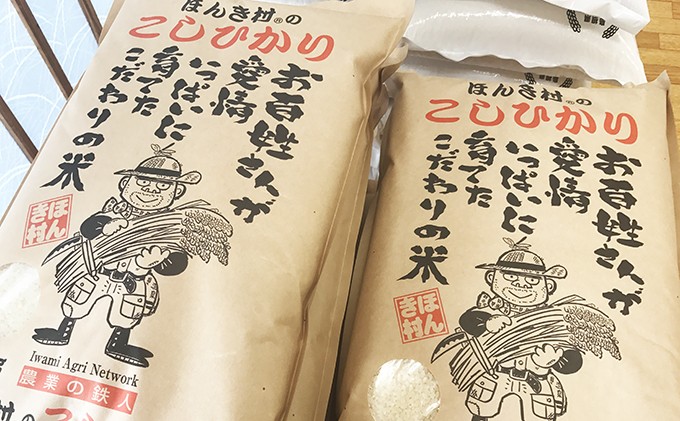 ほんき村®の
こしひかり
お百姓さんが
愛情
いっぱいに
育てた
こだわりの米
ほん
き村
Iwami Agri Network
農業の鉄人
村の
ほんき村®の
こしひかり
お百姓さんが
愛情
いっぱいに
育てた
こだわりの米
ほん
き村